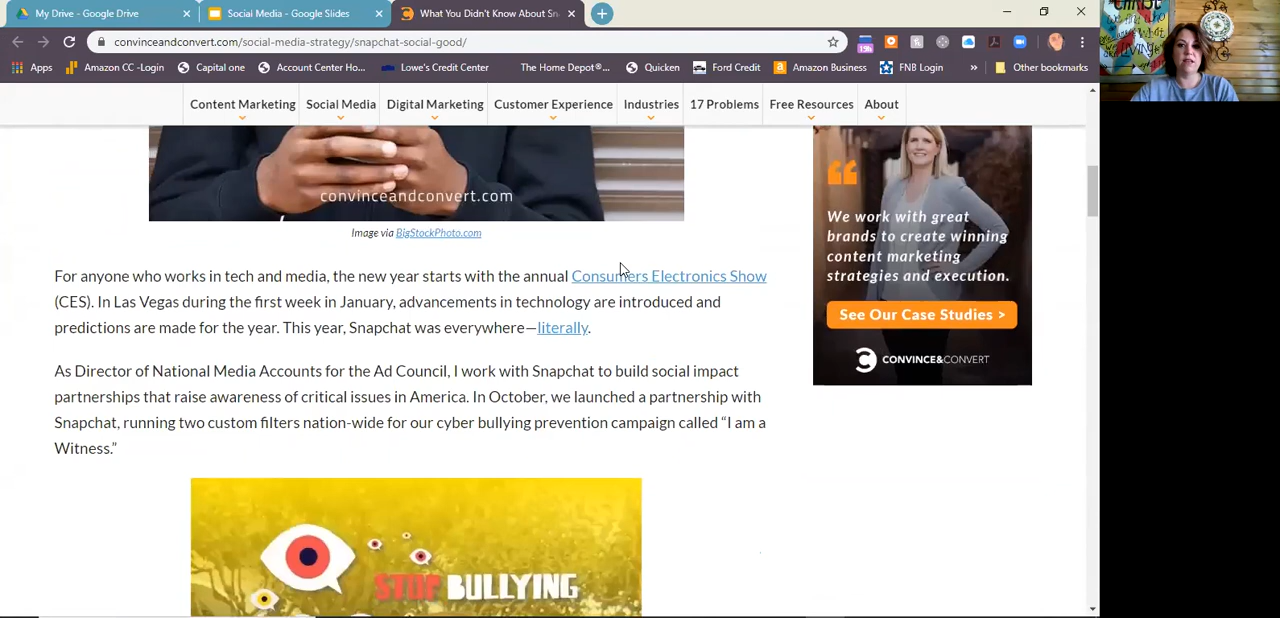 My Drive - Google Drive
Social Media - Google Slides
What You Didn't Know About Sn
convinceandconvert.com/social-media-strategy/snapchat-social-good/
19h
Apps
Amazon CC -Login
Capital one
Account Center Ho...
Lowe's Credit Center
The Home Depot®...
Quicken
Ford Credit
Amazon Business
FNB Login
»
Other bookmarks
Content Marketing
Social Media
Digital Marketing
Customer Experience
Industries
17 Problems
Free Resources
About
convinceandconvert.com
Image via BigStockPhoto.com
For anyone who works in tech and media, the new year starts with the annual Consumers Electronics Show
(CES). In Las Vegas during the first week in January, advancements in technology are introduced and
predictions are made for the year. This year, Snapchat was everywhere—literally.
As Director of National Media Accounts for the Ad Council, I work with Snapchat to build social impact
partnerships that raise awareness of critical issues in America. In October, we launched a partnership with
Snapchat, running two custom filters nation-wide for our cyber bullying prevention campaign called “I am a
Witness.”
STOP BULLYING
We work with great
brands to create winning
content marketing
strategies and execution.
See Our Case Studies >
CONVINCE&CONVERT